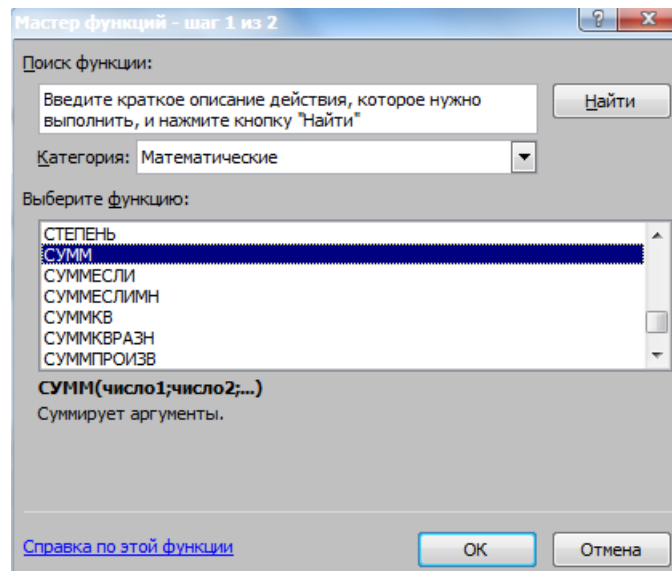 Мастер функций - шаг 1 из 2
Поиск функции:
Введите краткое описание действия, которое нужно
выполнить, и нажмите кнопку "Найти"
Найти
Категория: Математические
Выберите функцию:
СТЕПЕНЬ
СУММ
СУММЕСЛИ
СУММЕСЛИМН
СУММКВ
СУММКВРАЗН
СУММПРОИЗВ
СУММ(число1;число2;...)
Суммирует аргументы.
Справка по этой функции
ОК
Отмена